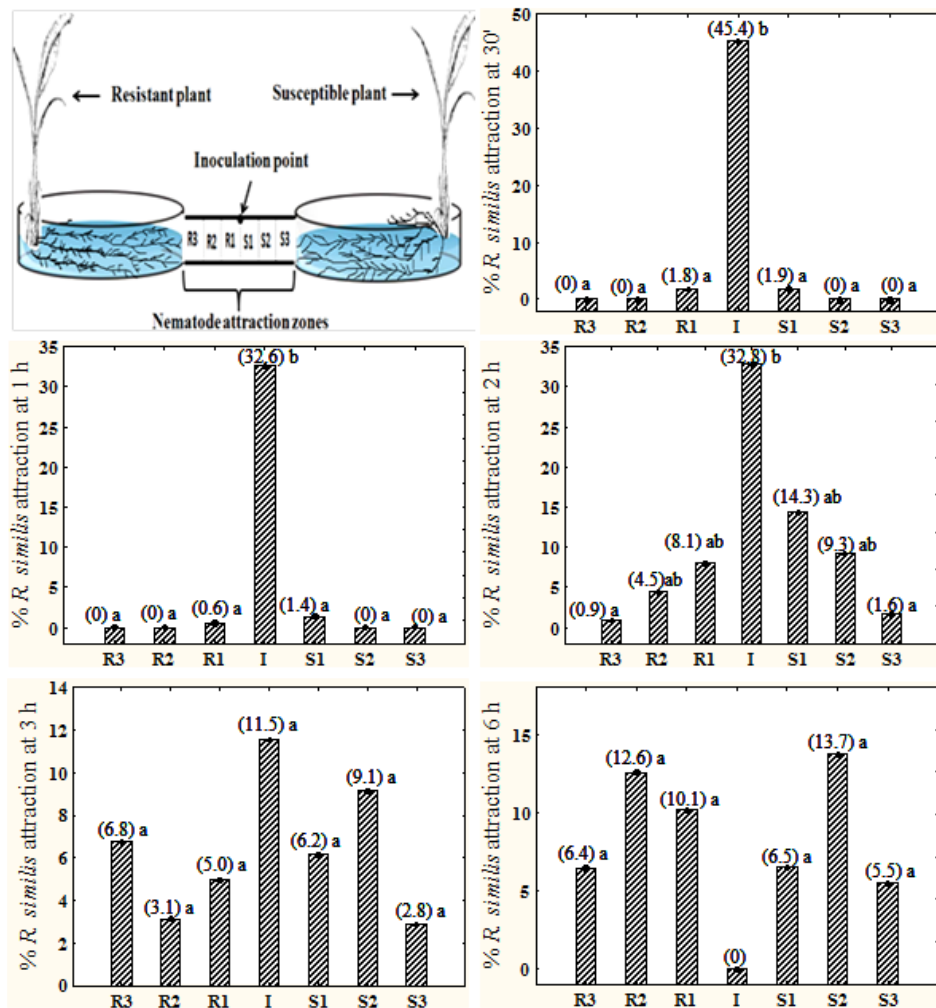 Resistant plant
Susceptible plant
Inoculation point
R3 R2 R1 S1 S2 S3
Nematode attraction zones
% R. similis attraction at 30'
50
40
30
20
10
0
(0) a (0) a (1.8) a (45.4) b (1.9) a (0) a (0) a
R3 R2 R1 I S1 S2 S3
% R. similis attraction at 1 h
35
30
25
20
15
10
5
0
(0) a (0) a (0.6) a (32.6) b (1.4) a (0) a (0) a
R3 R2 R1 I S1 S2 S3
% R. similis attraction at 2 h
35
30
25
20
15
10
5
0
(0.9) a (4.5)ab (8.1) ab (32.8) b (14.3) ab (9.3) ab (1.6) a
R3 R2 R1 I S1 S2 S3
% R. similis attraction at 3 h
14
12
10
8
6
4
2
0
(6.8) a (3.1) a (5.0) a (11.5) a (6.2) a (9.1) a (2.8) a
R3 R2 R1 I S1 S2 S3
% R. similis attraction at 6 h
15
10
5
0
(6.4) a (12.6) a (10.1) a (0) (6.5) a (13.7) a (5.5) a
R3 R2 R1 I S1 S2 S3